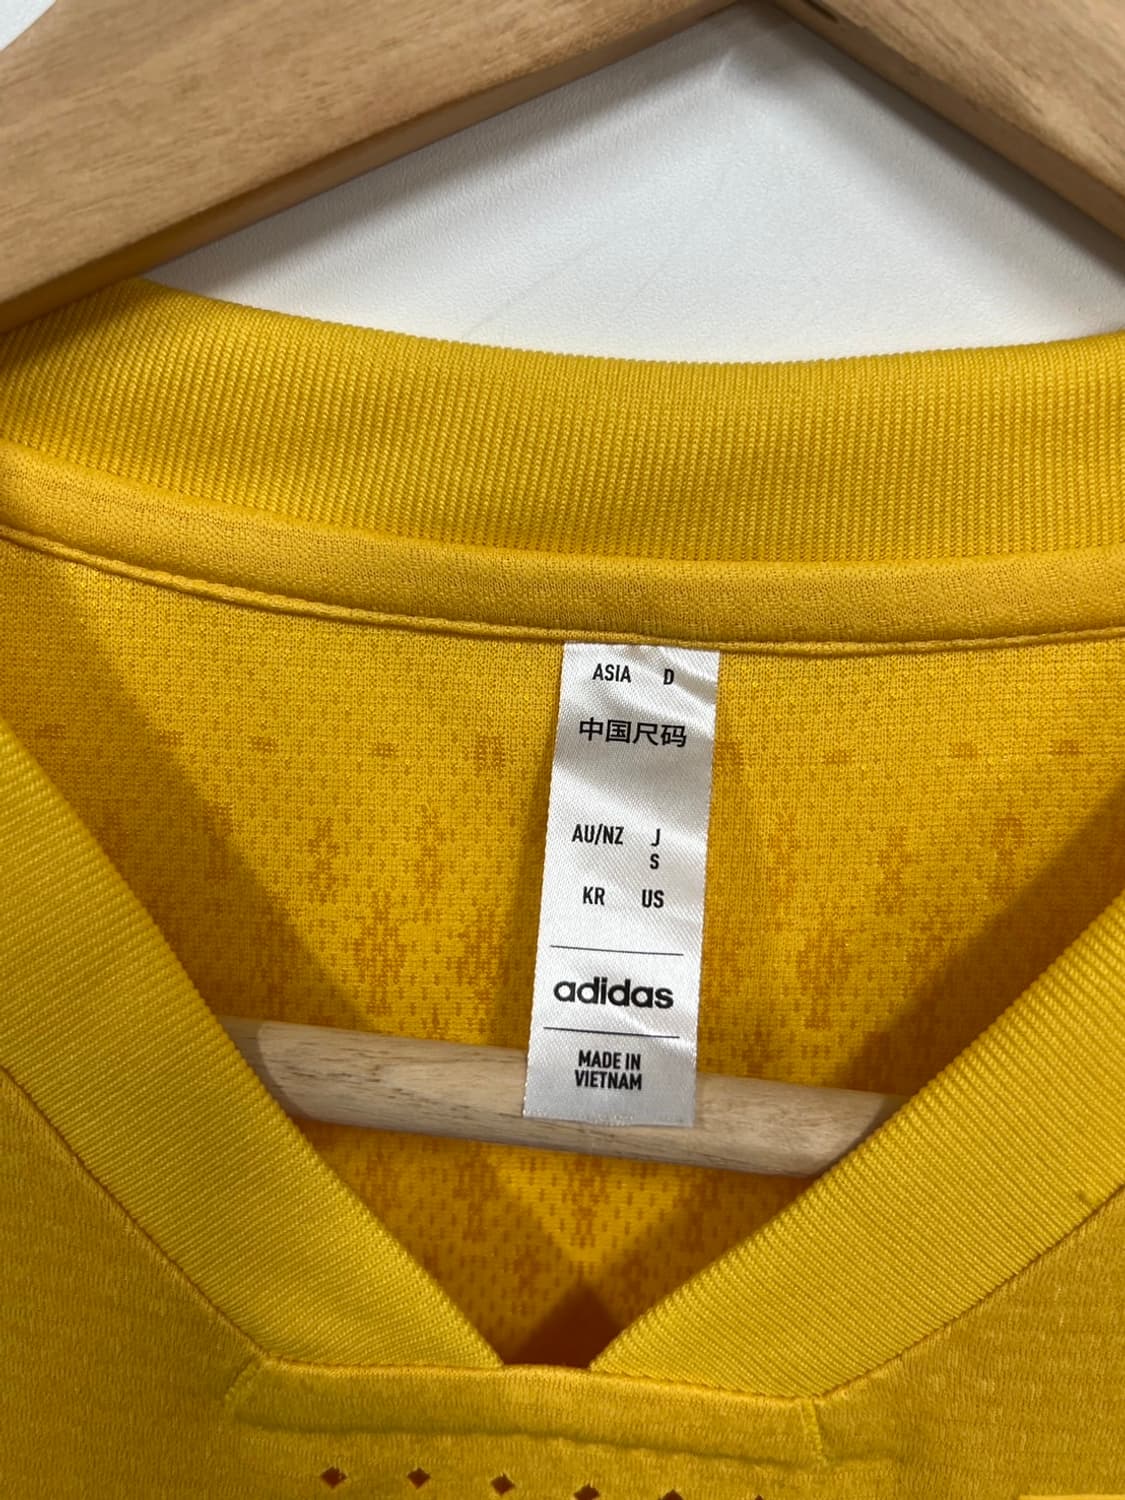 ASIA D
中国尺码
AU/NZ J
S
KR US
adidas
MADE IN
VIETNAM